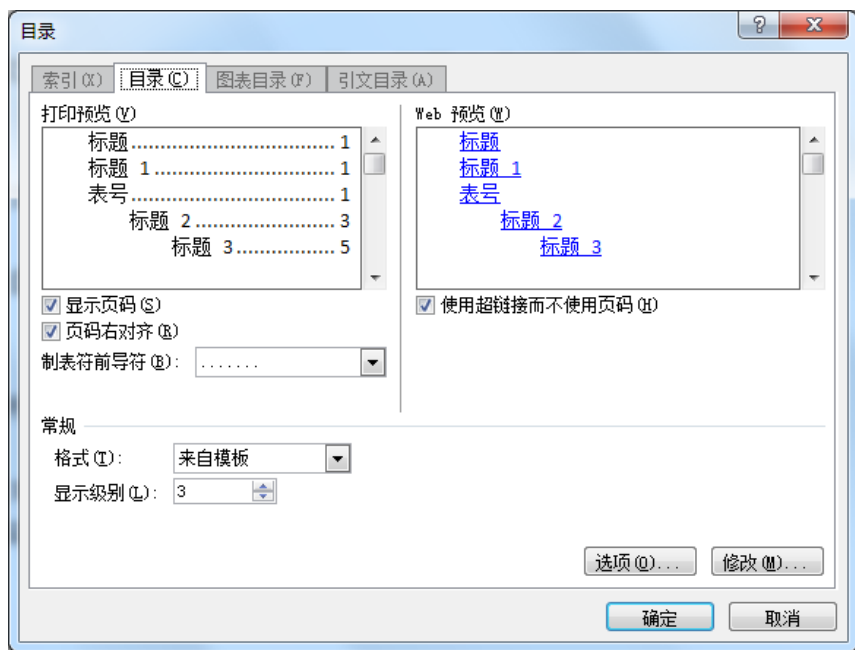 目录
索引(X) 目录(C) 图表目录(F) 引文目录(A)
打印预览(V)
标题.................................. 1
标题 1.............................. 1
表号.................................. 1
标题 2....................... 3
标题 3................. 5
显示页码(S)
页码右对齐(R)
制表符前导符(B): .......
Web 预览(W)
标题
标题 1
表号
标题 2
标题 3
使用超链接而不使用页码(H)
常规
格式(T): 来自模板
显示级别(L): 3
选项(O)... 修改(M)...
确定 取消